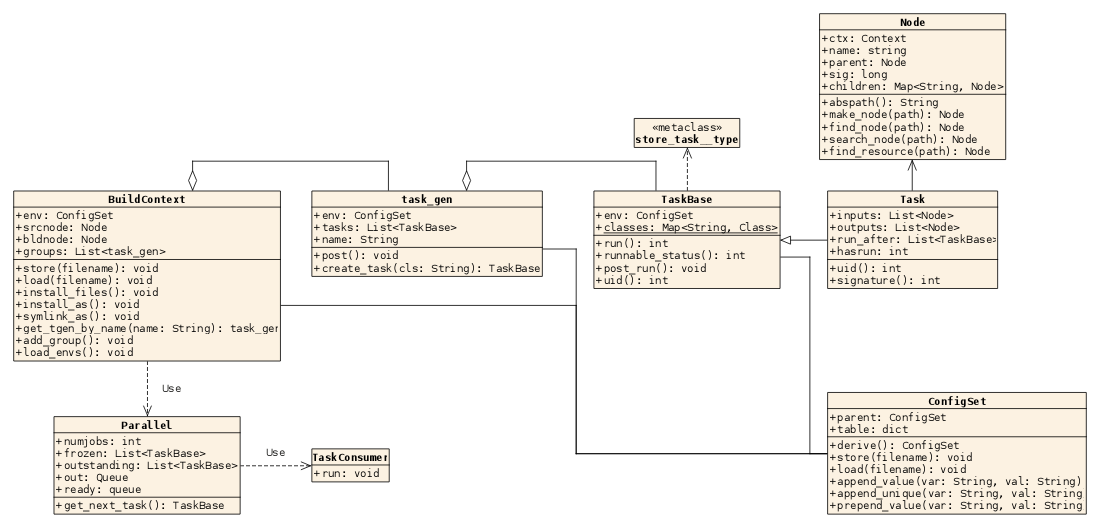 Node
+ctx: Context
+name: string
+parent: Node
+sig: long
+children: Map<String, Node>
+abspath(): String
+make_node(path): Node
+find_node(path): Node
+search_node(path): Node
+find_resource(path): Node
«metaclass»
store_task__type
BuildContext
+env: ConfigSet
+srcnode: Node
+bldnode: Node
+groups: List<task_gen>
+store(filename): void
+load(filename): void
+install_files(): void
+install_as(): void
+symlink_as(): void
+get_tgen_by_name(name: String): task_gen
+add_group(): void
+load_envs(): void
task_gen
+env: ConfigSet
+tasks: List<TaskBase>
+name: String
+post(): void
+create_task(cls: String): TaskBase
TaskBase
+env: ConfigSet
+classes: Map<String, Class>
+run(): int
+runnable_status(): int
+post_run(): void
+uid(): int
Task
+inputs: List<Node>
+outputs: List<Node>
+run_after: List<TaskBase>
+hasrun: int
+uid(): int
+signature(): int
Use
Parallel
+numjobs: int
+frozen: List<TaskBase>
+outstanding: List<TaskBase>
+out: Queue
+ready: queue
+get_next_task(): TaskBase
Use
TaskConsumer
+run: void
ConfigSet
+parent: ConfigSet
+table: dict
+derive(): ConfigSet
+store(filename): void
+load(filename): void
+append_value(var: String, val: String)
+append_unique(var: String, val: String
+prepend_value(var: String, val: String